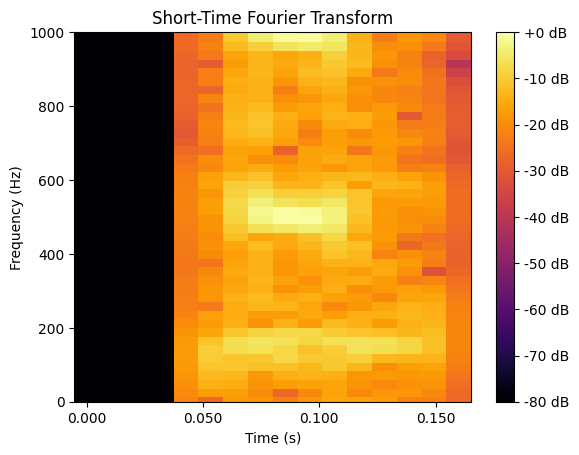 Short-Time Fourier Transform
1000
800
600
400
200
0
Frequency (Hz)
0.000
0.050
0.100
0.150
Time (s)
+0 dB
-10 dB
-20 dB
-30 dB
-40 dB
-50 dB
-60 dB
-70 dB
-80 dB